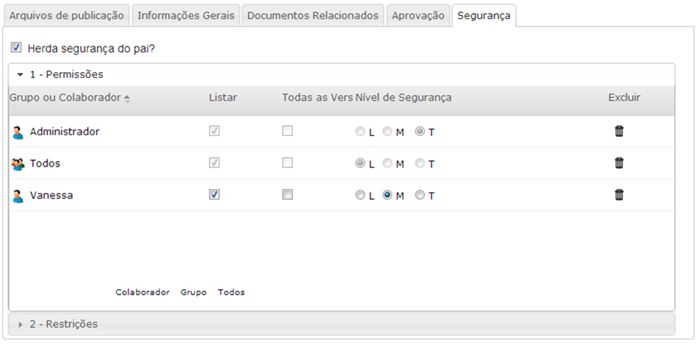 Arquivos de publicação Informações Gerais Documentos Relacionados Aprovação Segurança
Herda segurança do pai?
1 - Permissões
Grupo ou Colaborador Listar Todas as Vers Nível de Segurança Excluir
Administrador L M T
Todos L M T
Vanessa L M T
Colaborador Grupo Todos
2 - Restrições